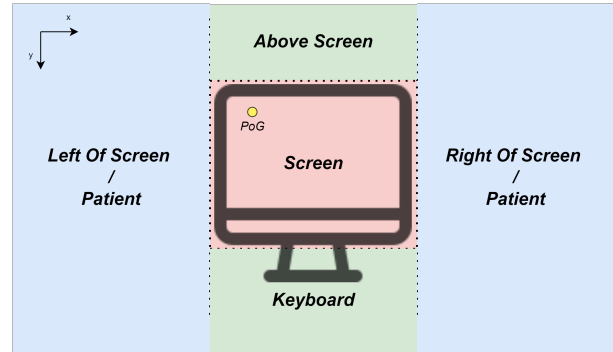 x
y
Above Screen
PoG
Screen
Left Of Screen
/
Patient
Right Of Screen
/
Patient
Keyboard